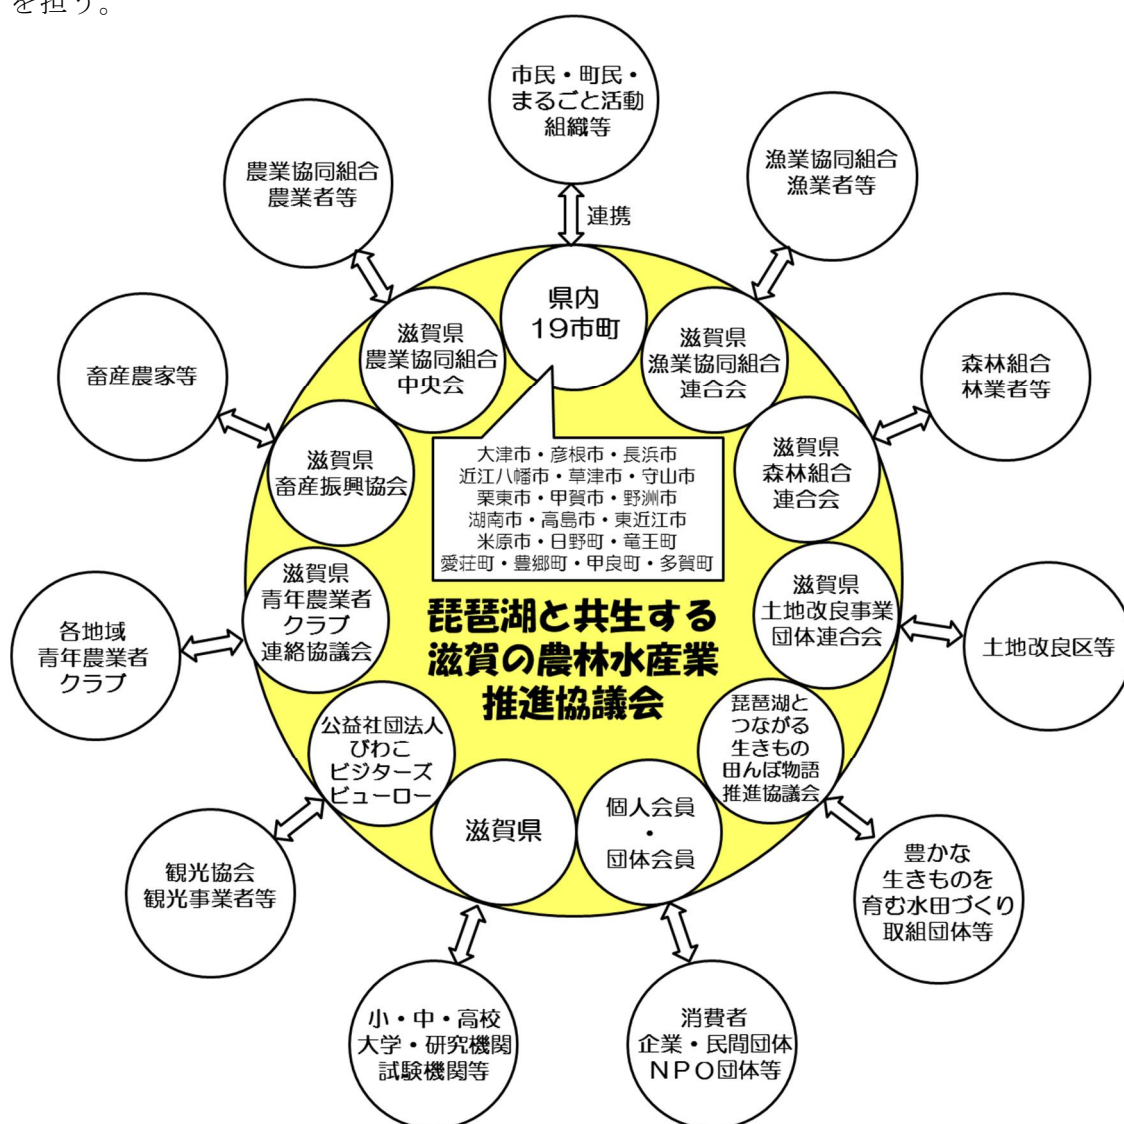 を担う。
市民・町民・
まるごと活動
組織等
農業協同組合
農業者等
漁業協同組合
漁業者等
連携
県内
19市町
滋賀県
農業協同組合
中央会
滋賀県
漁業協同組合
連合会
畜産農家等
森林組合
林業者等
滋賀県
畜産振興協会
滋賀県
森林組合
連合会
大津市・彦根市・長浜市
近江八幡市・草津市・守山市
栗東市・甲賀市・野洲市
湖南市・高島市・東近江市
米原市・日野町・竜王町
愛荘町・豊郷町・甲良町・多賀町
滋賀県
青年農業者
クラブ
連絡協議会
滋賀県
土地改良事業
団体連合会
各地域
青年農業者
クラブ
土地改良区等
琵琶湖と共生する
滋賀の農林水産業
推進協議会
公益社団法人
びわこ
ビジターズ
ビューロー
琵琶湖と
つながる
生きもの
田んぼ物語
推進協議会
滋賀県
個人会員
・
団体会員
観光協会
観光事業者等
豊かな
生きものを
育む水田づくり
取組団体等
小・中・高校
大学・研究機関
試験機関等
消費者
企業・民間団体
NPO団体等